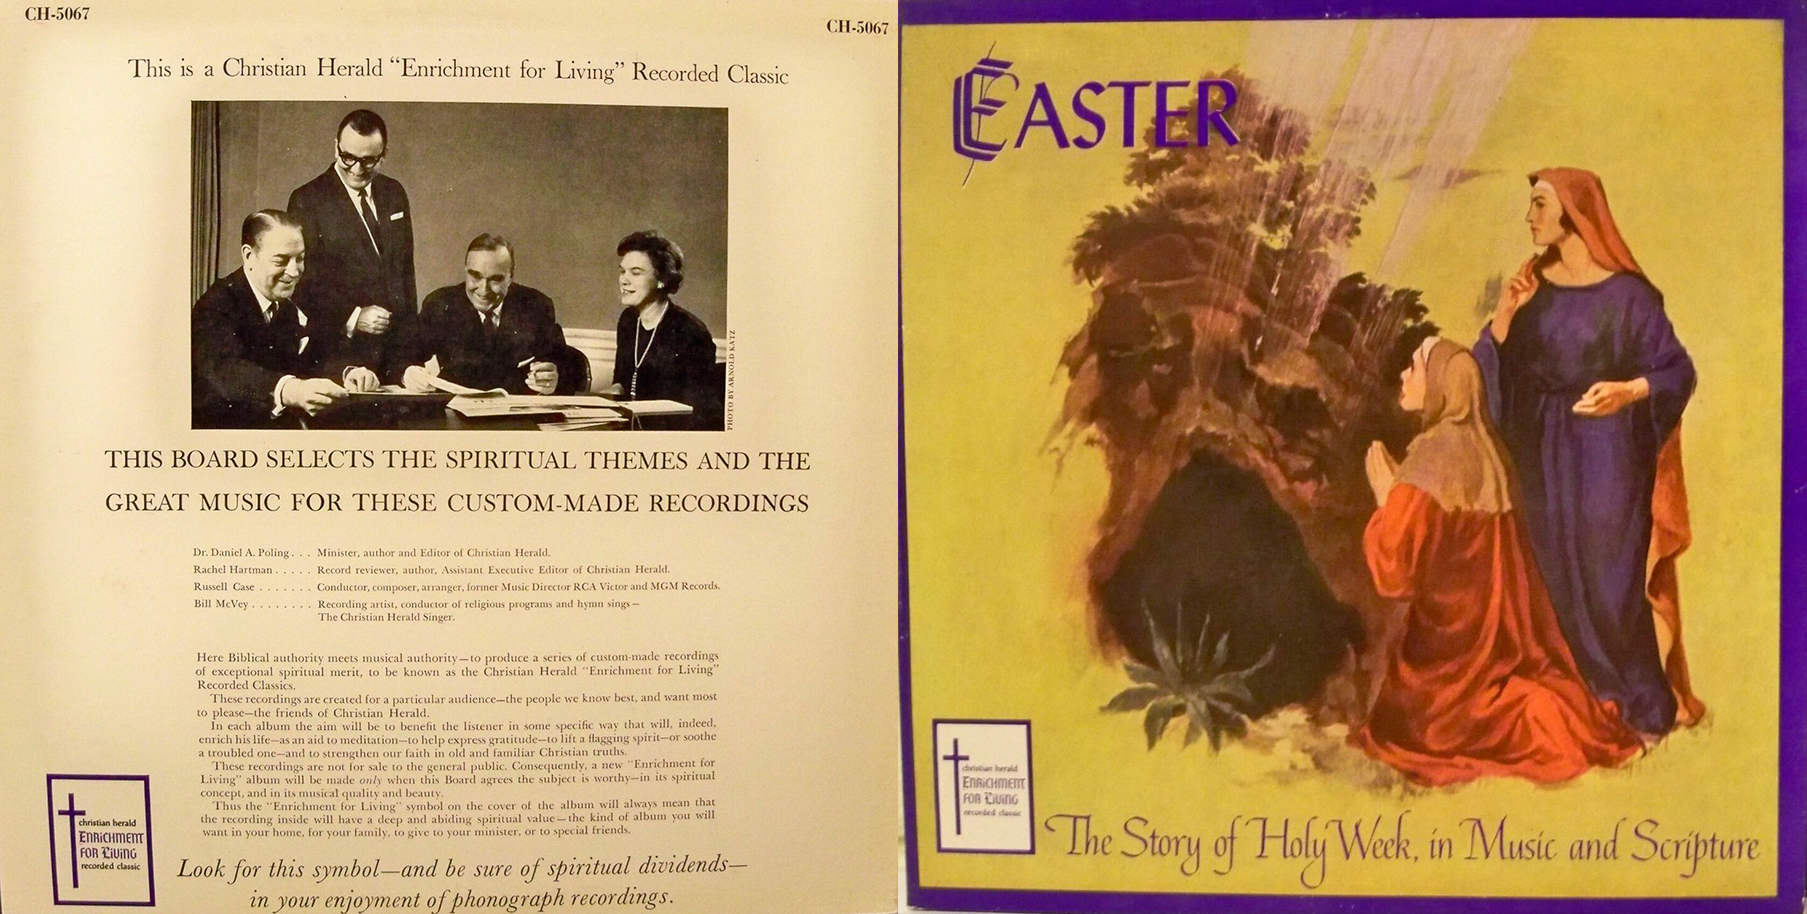 CH-5067
CH-5067
This is a Christian Herald “Enrichment for Living” Recorded Classic
PHOTO BY ARNOLD KATZ
THIS BOARD SELECTS THE SPIRITUAL THEMES AND THE
GREAT MUSIC FOR THESE CUSTOM-MADE RECORDINGS
Dr. Daniel A. Poling . . . Minister, author and Editor of Christian Herald.
Rachel Hartman . . . . . Record reviewer, author, Assistant Executive Editor of Christian Herald.
Russell Case . . . . . . . Conductor, composer, arranger, former Music Director RCA Victor and MGM Records.
Bill McVey . . . . . . . . Recording artist, conductor of religious programs and hymn sings—
The Christian Herald Singer.
Here Biblical authority meets musical authority—to produce a series of custom-made recordings
of exceptional spiritual merit, to be known as the Christian Herald “Enrichment for Living”
Recorded Classics.
These recordings are created for a particular audience—the people we know best, and want most
to please—the friends of Christian Herald.
In each album the aim will be to benefit the listener in some specific way that will, indeed,
enrich his life—as an aid to meditation—to help express gratitude—to lift a flagging spirit—or soothe
a troubled one—and to strengthen our faith in old and familiar Christian truths.
These recordings are not for sale to the general public. Consequently, a new “Enrichment for
Living” album will be made only when this Board agrees the subject is worthy—in its spiritual
concept, and in its musical quality and beauty.
Thus the “Enrichment for Living” symbol on the cover of the album will always mean that
the recording inside will have a deep and abiding spiritual value—the kind of album you will
want in your home, for your family, to give to your minister, or to special friends.
christian herald
ENRICHMENT
FOR LIVING
recorded classic
Look for this symbol—and be sure of spiritual dividends—
in your enjoyment of phonograph recordings.
EASTER
christian herald
ENRICHMENT
FOR LIVING
recorded classic
The Story of Holy Week, in Music and Scripture